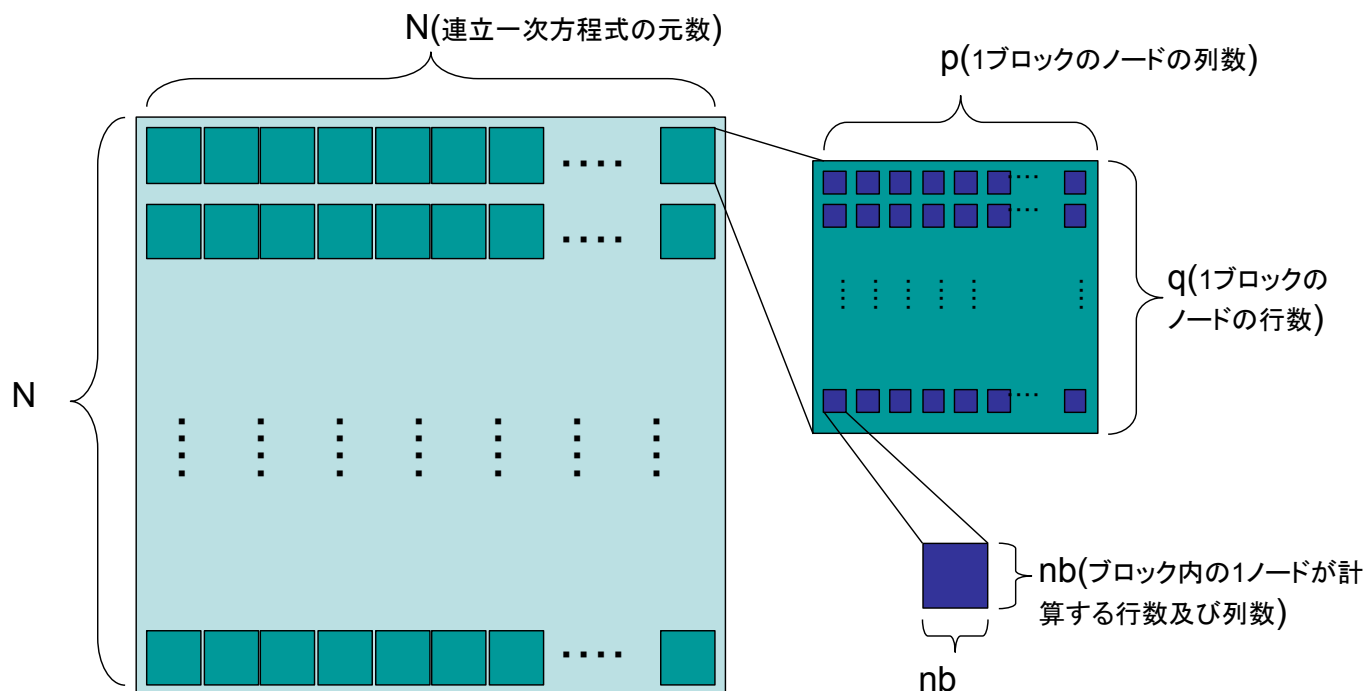 N(連立一次方程式の元数)
p(1ブロックのノードの列数)
q(1ブロックの
ノードの行数)
N
nb(ブロック内の1ノードが計
算する行数及び列数)
nb